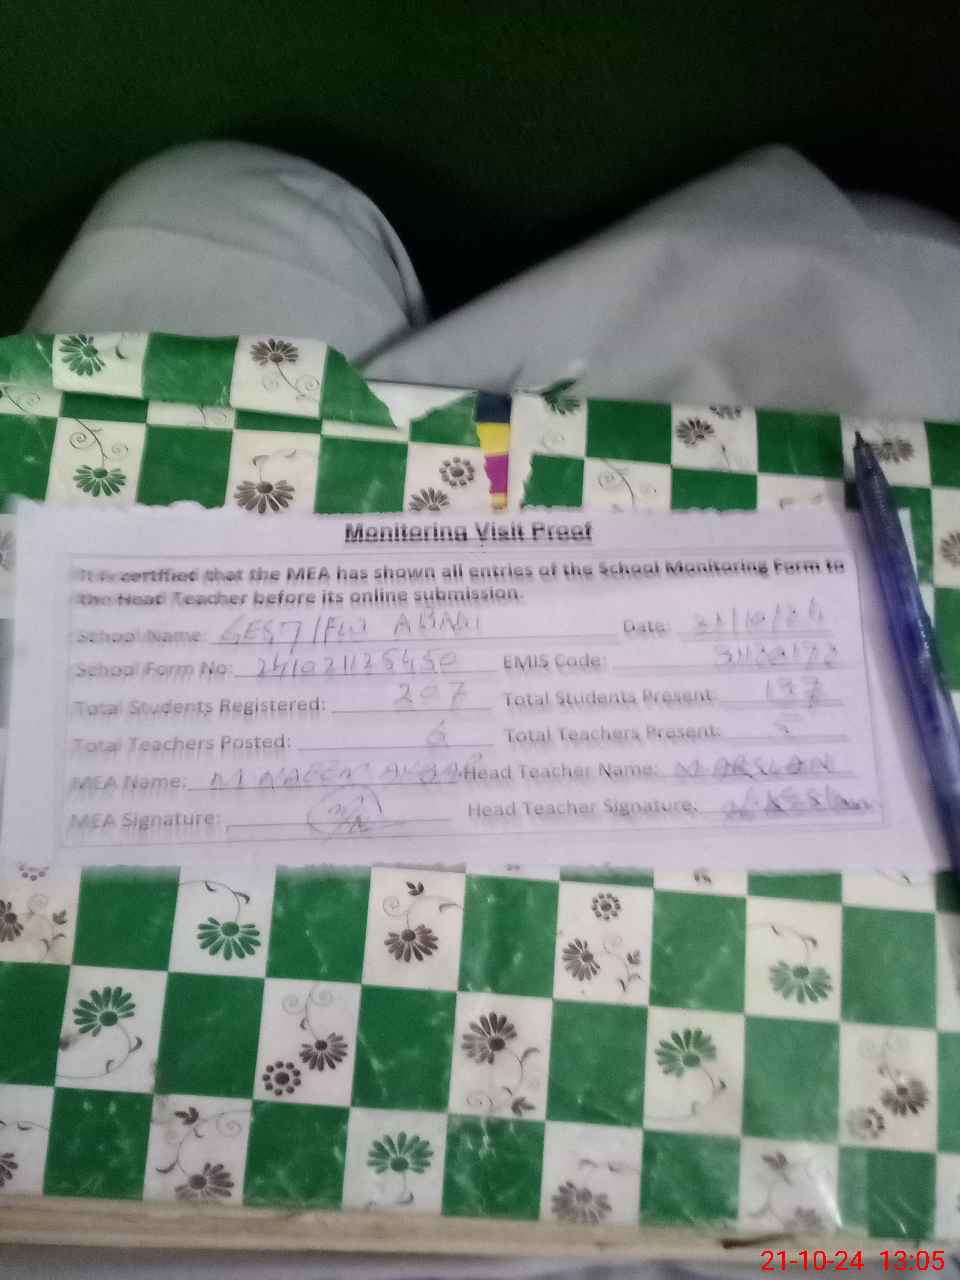 Monitoring Visit Proof
It is certified that the MEA has shown all entries of the School Monitoring Form to
the Head Teacher before its online submission.
School Name: Date: 21/10/24
School Form No: 241021125450 EMIS Code:
Total Students Registered: 207 Total Students Present:
Total Teachers Posted: 6 Total Teachers Present: 5
MEA Name: M NAEEM AKBAR Head Teacher Name: M. ARSLAN
MEA Signature: Head Teacher Signature:
21-10-24 13:05